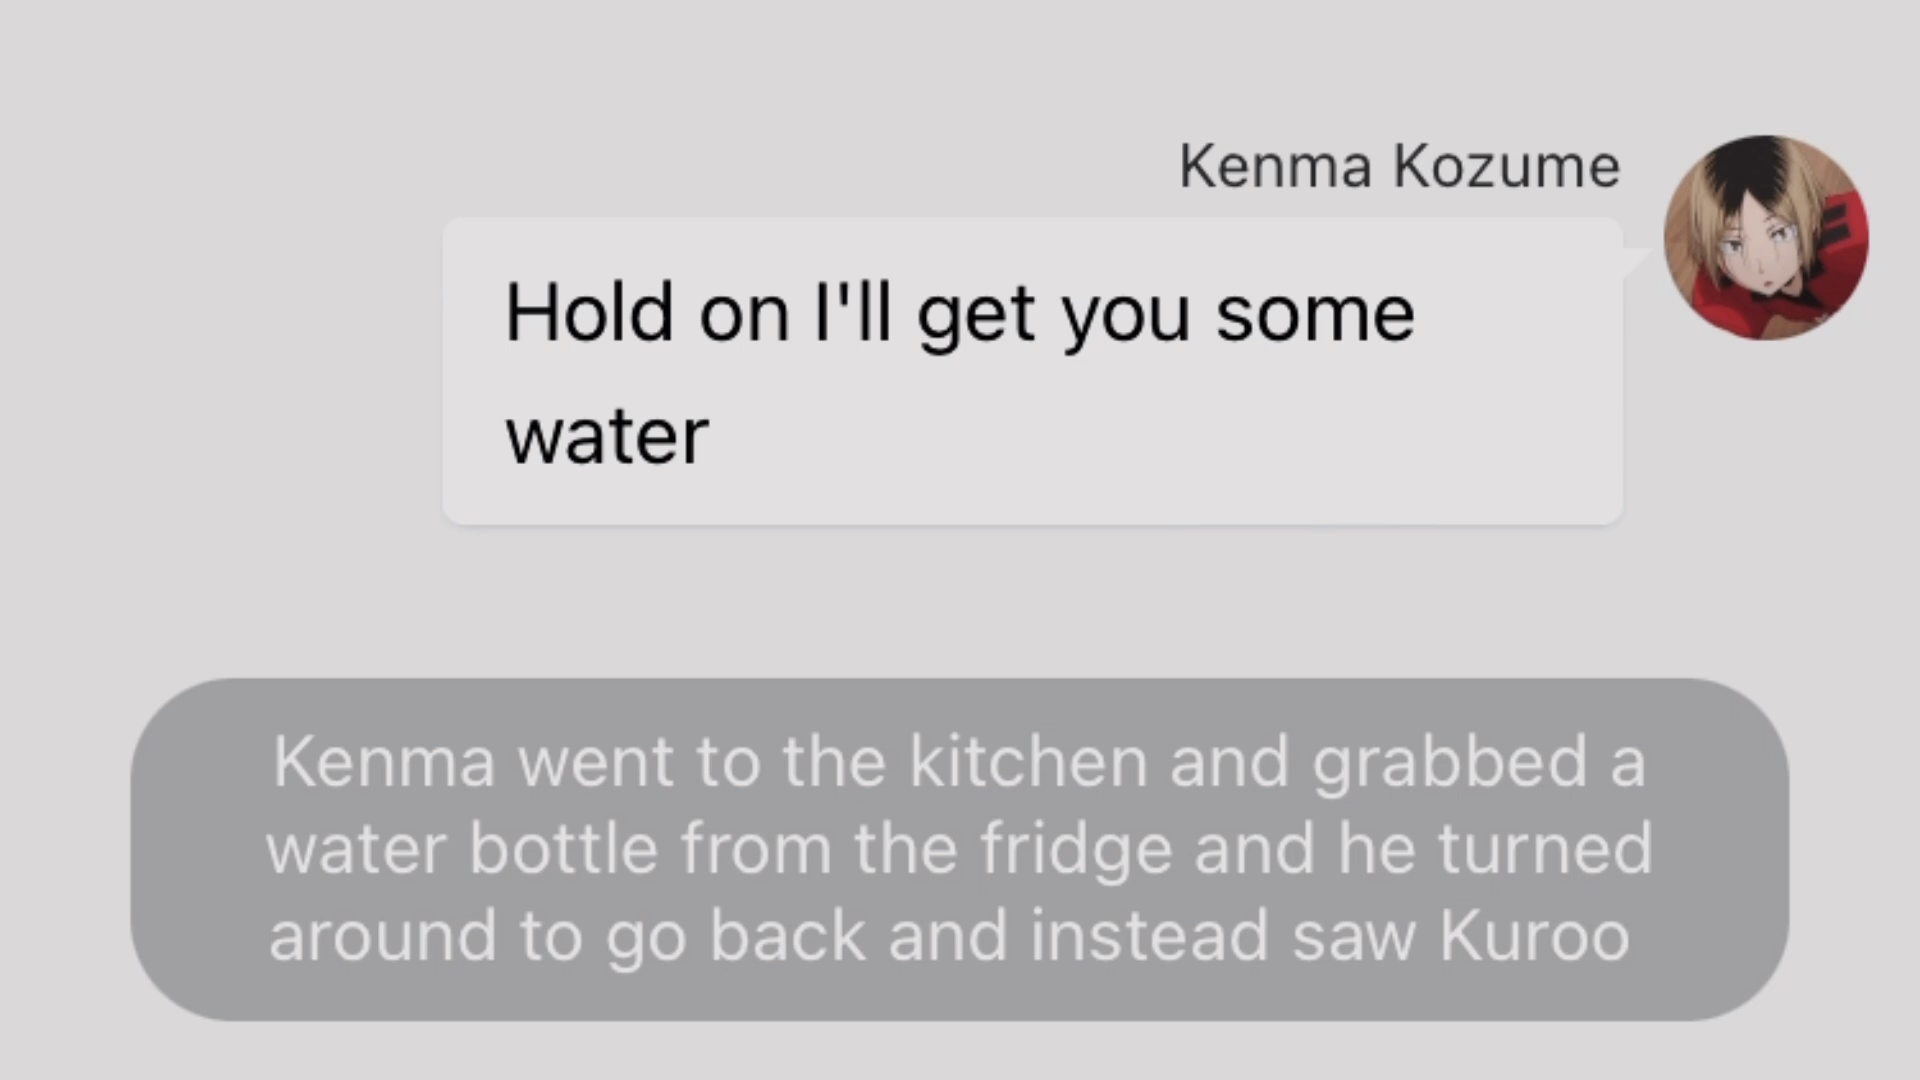 Kenma Kozume
Hold on I'll get you some
water
Kenma went to the kitchen and grabbed a
water bottle from the fridge and he turned
around to go back and instead saw Kuroo